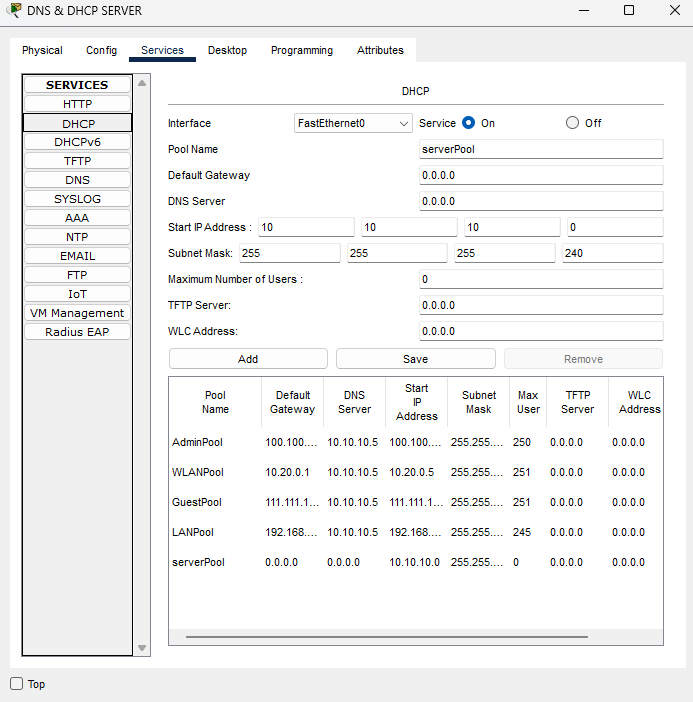 DNS & DHCP SERVER
Physical Config Services Desktop Programming Attributes
SERVICES
HTTP
DHCP
DHCPv6
TFTP
DNS
SYSLOG
AAA
NTP
EMAIL
FTP
IoT
VM Management
Radius EAP
DHCP
Interface FastEthernet0 Service On Off
Pool Name serverPool
Default Gateway 0.0.0.0
DNS Server 0.0.0.0
Start IP Address : 10 10 10 0
Subnet Mask: 255 255 255 240
Maximum Number of Users : 0
TFTP Server: 0.0.0.0
WLC Address: 0.0.0.0
Add Save Remove
Pool Name Default Gateway DNS Server Start IP Address Subnet Mask Max User TFTP Server WLC Address
AdminPool 100.100.... 10.10.10.5 100.100.... 255.255.... 250 0.0.0.0 0.0.0.0
WLANPool 10.20.0.1 10.10.10.5 10.20.0.5 255.255.... 251 0.0.0.0 0.0.0.0
GuestPool 111.111.1... 10.10.10.5 111.111.1... 255.255.... 251 0.0.0.0 0.0.0.0
LANPool 192.168.... 10.10.10.5 192.168.... 255.255.... 245 0.0.0.0 0.0.0.0
serverPool 0.0.0.0 0.0.0.0 10.10.10.0 255.255.... 0 0.0.0.0 0.0.0.0
Top